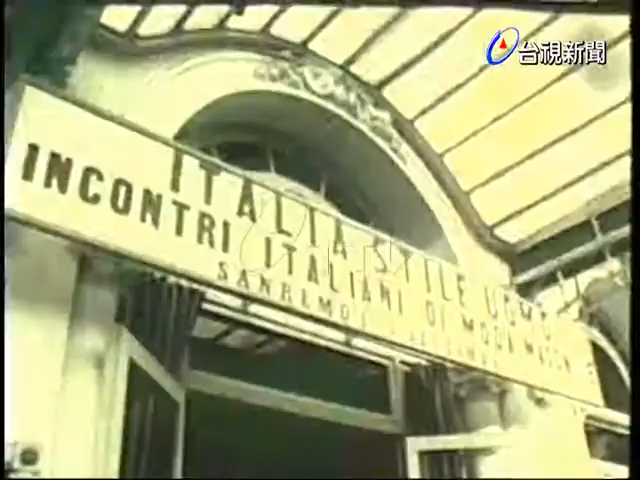 台視新聞
ITALIA STILE UOMO
INCONTRI ITALIANI DI MODA
SANREMO